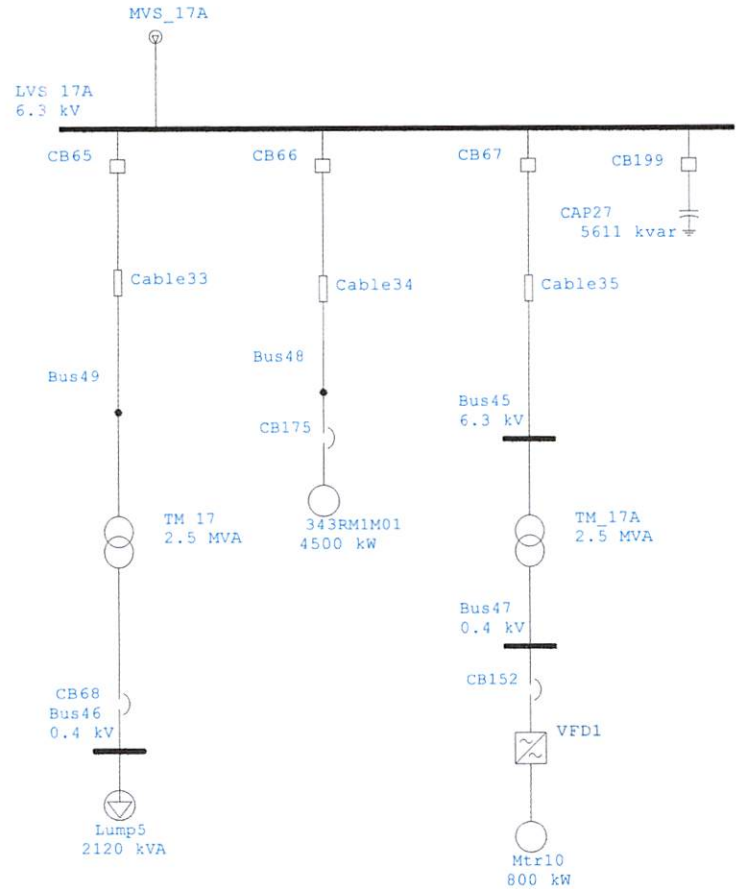 MVS_17A
LVS 17A
6.3 kV
CB65
CB66
CB67
CB199
CAP27
5611 kvar
Cable33
Cable34
Cable35
Bus49
Bus48
Bus45
6.3 kV
CB175
TM 17
2.5 MVA
343RM1M01
4500 kW
TM_17A
2.5 MVA
Bus47
0.4 kV
CB68
Bus46
0.4 kV
CB152
VFD1
Lump5
2120 kVA
Mtr10
800 kW